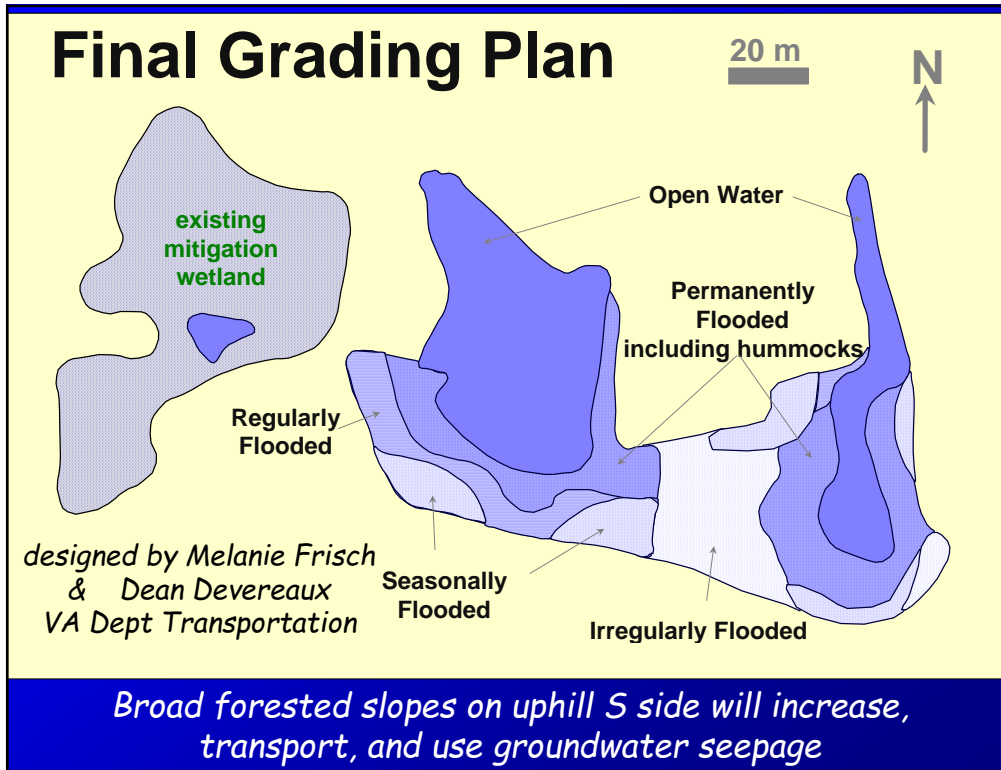 Final Grading Plan
20 m
N
existing
mitigation
wetland
Open Water
Permanently
Flooded
including hummocks
Regularly
Flooded
designed by Melanie Frisch
& Dean Devereaux
VA Dept Transportation
Seasonally
Flooded
Irregularly Flooded
Broad forested slopes on uphill S side will increase,
transport, and use groundwater seepage